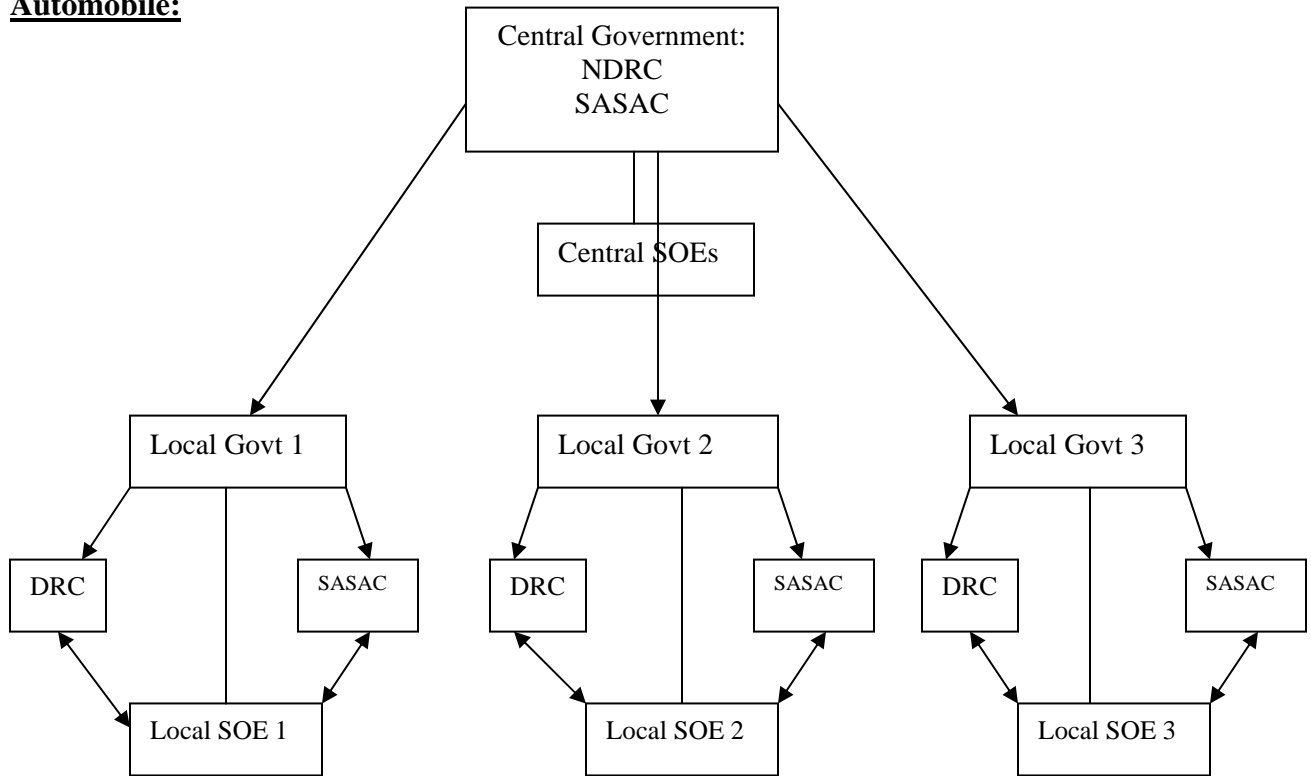 Automobile:
Central Government:
NDRC
SASAC
Central SOEs
Local Govt 1
Local Govt 2
Local Govt 3
DRC
SASAC
DRC
SASAC
DRC
SASAC
Local SOE 1
Local SOE 2
Local SOE 3